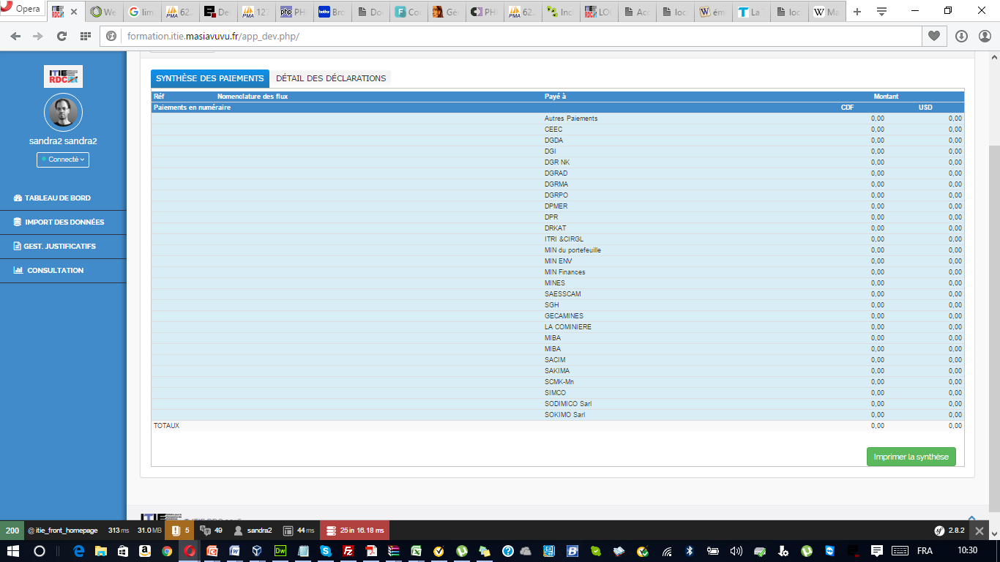 Opera
We
lim
62
De
127
PH
Bro
Do
Co
Gé
PH
62
Inc
LOC
Acc
loc
ém
La
loc
Ma
formation.itie.masiavuvu.fr/app_dev.php/
ITIE
RDC
sandra2 sandra2
Connecté
TABLEAU DE BORD
IMPORT DES DONNÉES
GEST. JUSTIFICATIFS
CONSULTATION
SYNTHÈSE DES PAIEMENTS DÉTAIL DES DÉCLARATIONS
Réf Nomenclature des flux Payé à Montant
Paiements en numéraire CDF USD
Autres Paiements 0,00 0,00
CEEC 0,00 0,00
DGDA 0,00 0,00
DGI 0,00 0,00
DGR NK 0,00 0,00
DGRAD 0,00 0,00
DGRMA 0,00 0,00
DGRPO 0,00 0,00
DPMER 0,00 0,00
DPR 0,00 0,00
DRKAT 0,00 0,00
ITRI &CIRGL 0,00 0,00
MIN du portefeuille 0,00 0,00
MIN ENV 0,00 0,00
MIN Finances 0,00 0,00
MINES 0,00 0,00
SAESSCAM 0,00 0,00
SGH 0,00 0,00
GECAMINES 0,00 0,00
LA COMINIERE 0,00 0,00
MIBA 0,00 0,00
MIBA 0,00 0,00
SACIM 0,00 0,00
SAKIMA 0,00 0,00
SCMK-Mn 0,00 0,00
SIMCO 0,00 0,00
SODIMICO Sarl 0,00 0,00
SOKIMO Sarl 0,00 0,00
TOTAUX 0,00 0,00
Imprimer la synthèse
200 @ itie_front_homepage 313 ms 31.0 MB 5 49 sandra2 44 ms 25 in 16.18 ms 2.8.2
FRA 10:30